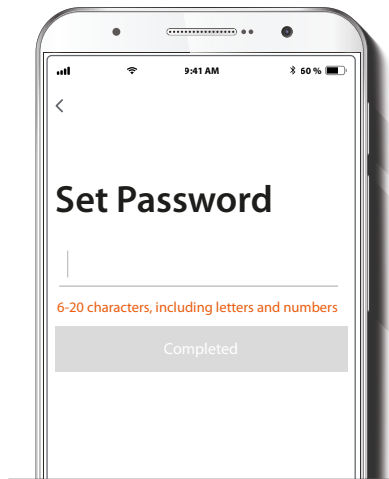 9:41 AM
60 %
Set Password
6-20 characters, including letters and numbers
Completed